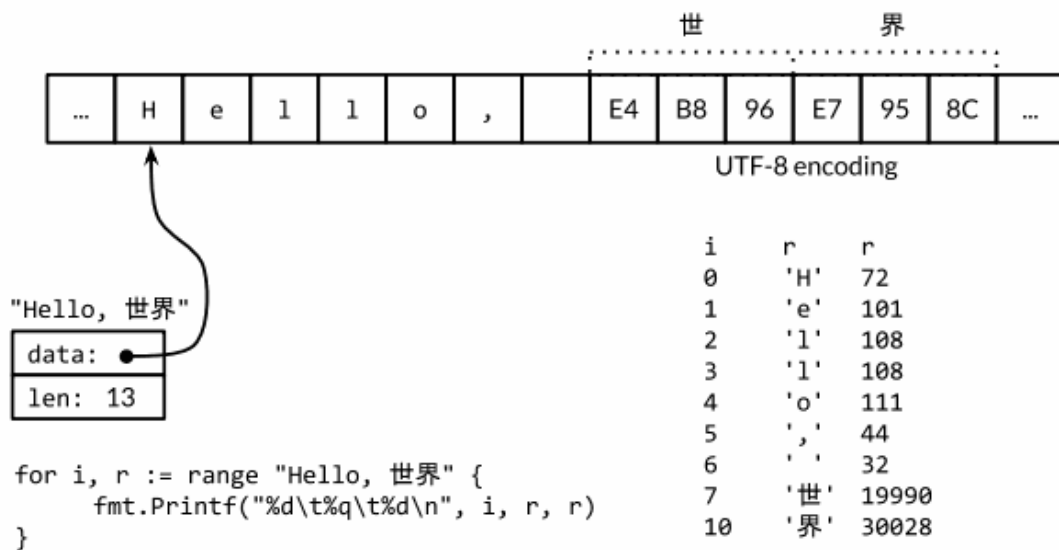 世 界
… H e l l o , E4 B8 96 E7 95 8C …
UTF-8 encoding
"Hello, 世界"
data:
len: 13
for i, r := range "Hello, 世界" {
fmt.Printf("%d\t%q\t%d\n", i, r, r)
}
i r r
0 'H' 72
1 'e' 101
2 'l' 108
3 'l' 108
4 'o' 111
5 ',' 44
6 ' ' 32
7 '世' 19990
10 '界' 30028